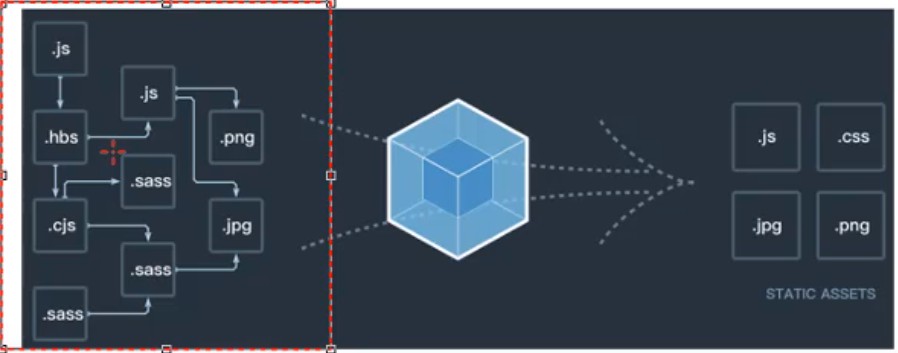 .js
.js
.hbs
.png
.sass
.cjs
.jpg
.sass
.sass
.js
.css
.jpg
.png
STATIC ASSETS